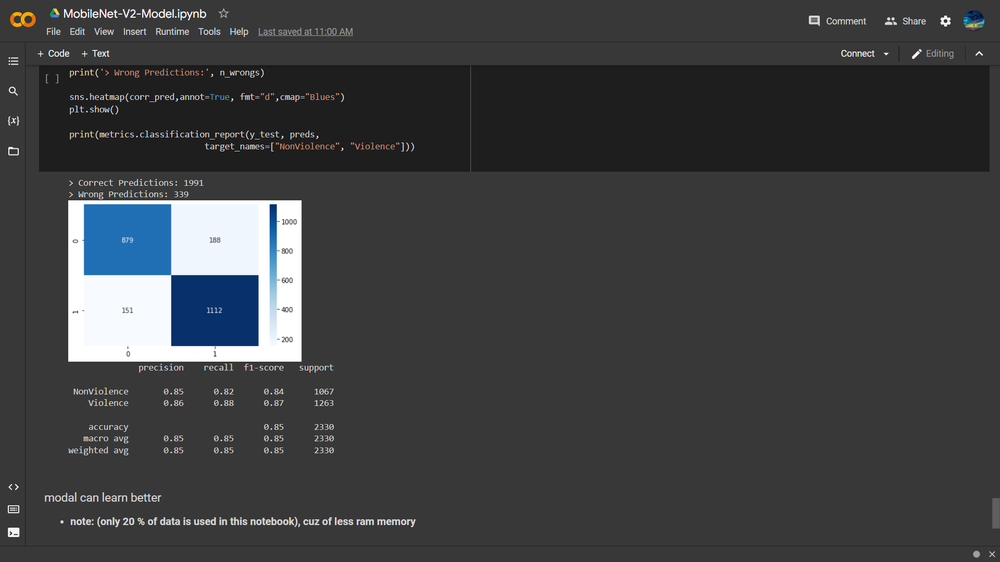 MobileNet-V2-Model.ipynb
File Edit View Insert Runtime Tools Help Last saved at 11:00 AM
Comment Share
+ Code + Text
Connect
Editing
{x}
[ ]
print('> Wrong Predictions:', n_wrongs)
sns.heatmap(corr_pred,annot=True, fmt="d",cmap="Blues")
plt.show()
print(metrics.classification_report(y_test, preds,
target_names=["NonViolence", "Violence"]))
> Correct Predictions: 1991
> Wrong Predictions: 339
0
879 188
1
151 1112
0 1
1000
800
600
400
200
precision recall f1-score support
NonViolence 0.85 0.82 0.84 1067
Violence 0.86 0.88 0.87 1263
accuracy 0.85 2330
macro avg 0.85 0.85 0.85 2330
weighted avg 0.85 0.85 0.85 2330
modal can learn better
• note: (only 20 % of data is used in this notebook), cuz of less ram memory